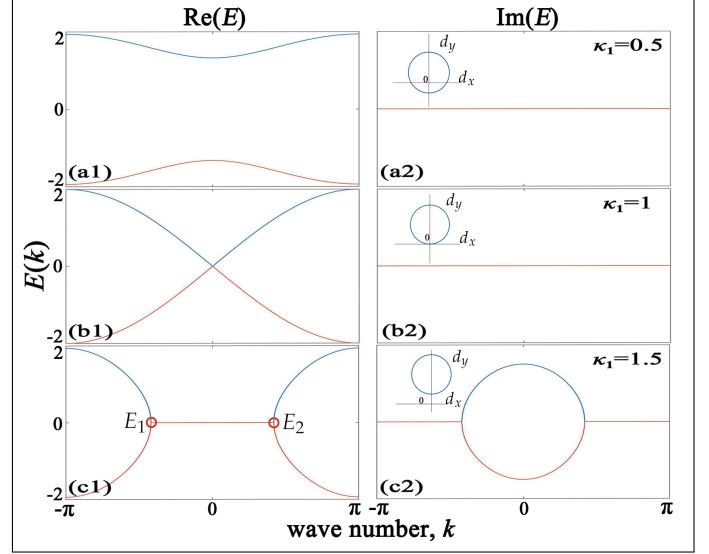 Re(E) Im(E)
2
0
-2
(a1)
d_y
0
d_x
κ₁=0.5
(a2)
2
0
-2
(b1)
d_y
0
d_x
κ₁=1
(b2)
E(k)
2
0
-2
E₁
E₂
(c1)
d_y
0
d_x
κ₁=1.5
(c2)
-π 0 π -π 0 π
wave number, k